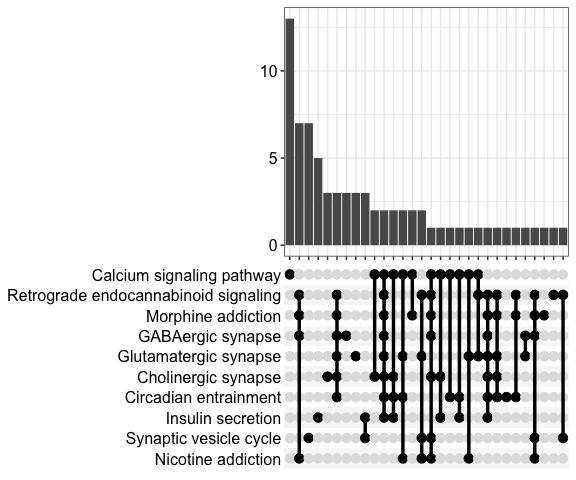 10
5
0
Calcium signaling pathway
Retrograde endocannabinoid signaling
Morphine addiction
GABAergic synapse
Glutamatergic synapse
Cholinergic synapse
Circadian entrainment
Insulin secretion
Synaptic vesicle cycle
Nicotine addiction